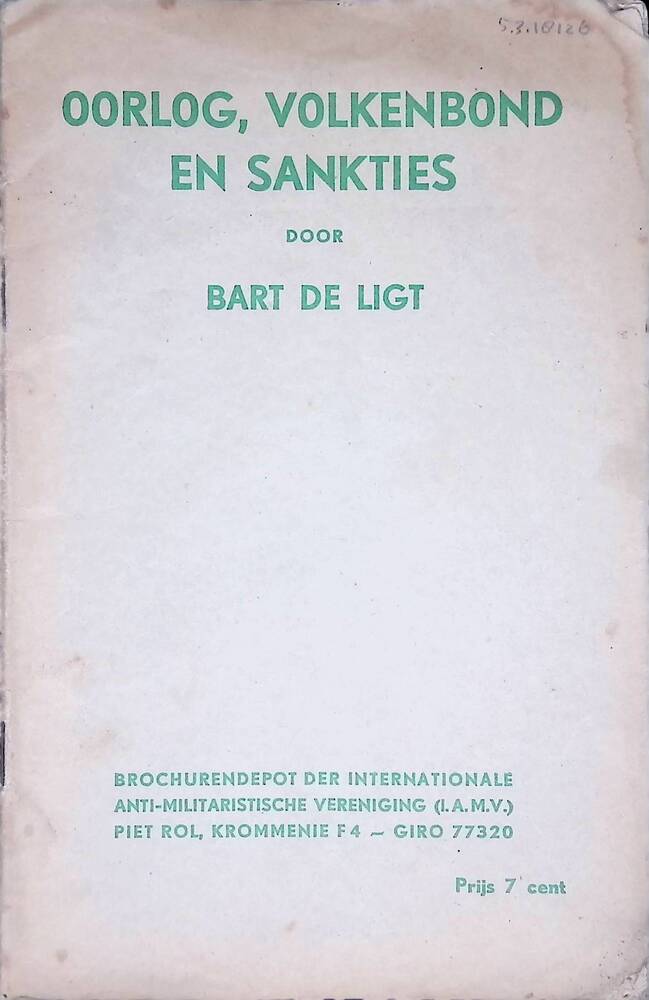 5.3.18126
OORLOG, VOLKENBOND
EN SANKTIES
DOOR
BART DE LIGT
BROCHURENDEPOT DER INTERNATIONALE
ANTI-MILITARISTISCHE VERENIGING (I.A.M.V.)
PIET ROL, KROMMENIE F 4 — GIRO 77320
Prijs 7 cent